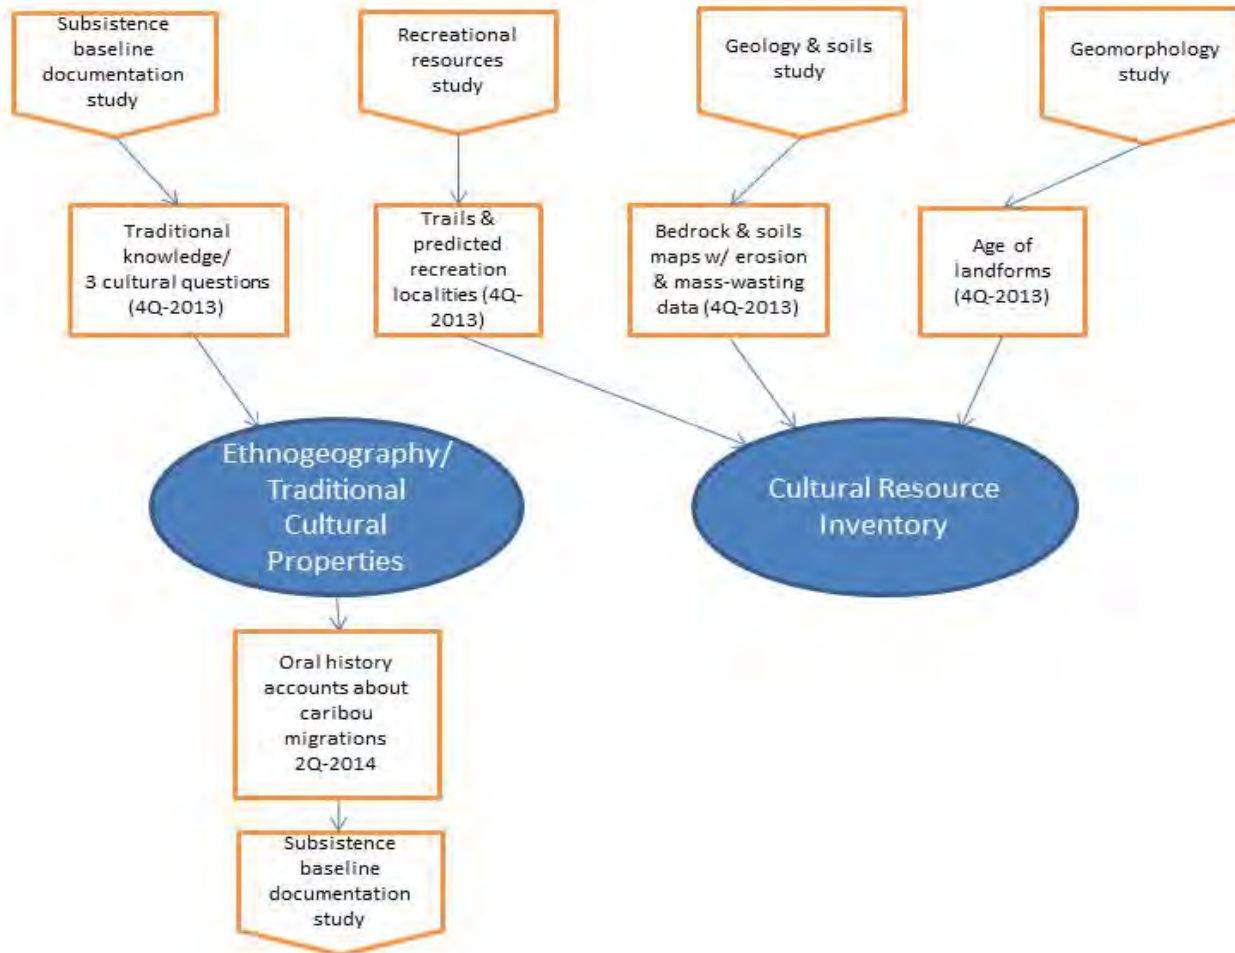 Subsistence
baseline
documentation
study
Recreational
resources
study
Geology & soils
study
Geomorphology
study
Traditional
knowledge/
3 cultural questions
(4Q-2013)
Trails &
predicted
recreation
localities (4Q-
2013)
Bedrock & soils
maps w/ erosion
& mass-wasting
data (4Q-2013)
Age of
landforms
(4Q-2013)
Ethnogeography/
Traditional
Cultural
Properties
Cultural Resource
Inventory
Oral history
accounts about
caribou
migrations
2Q-2014
Subsistence
baseline
documentation
study